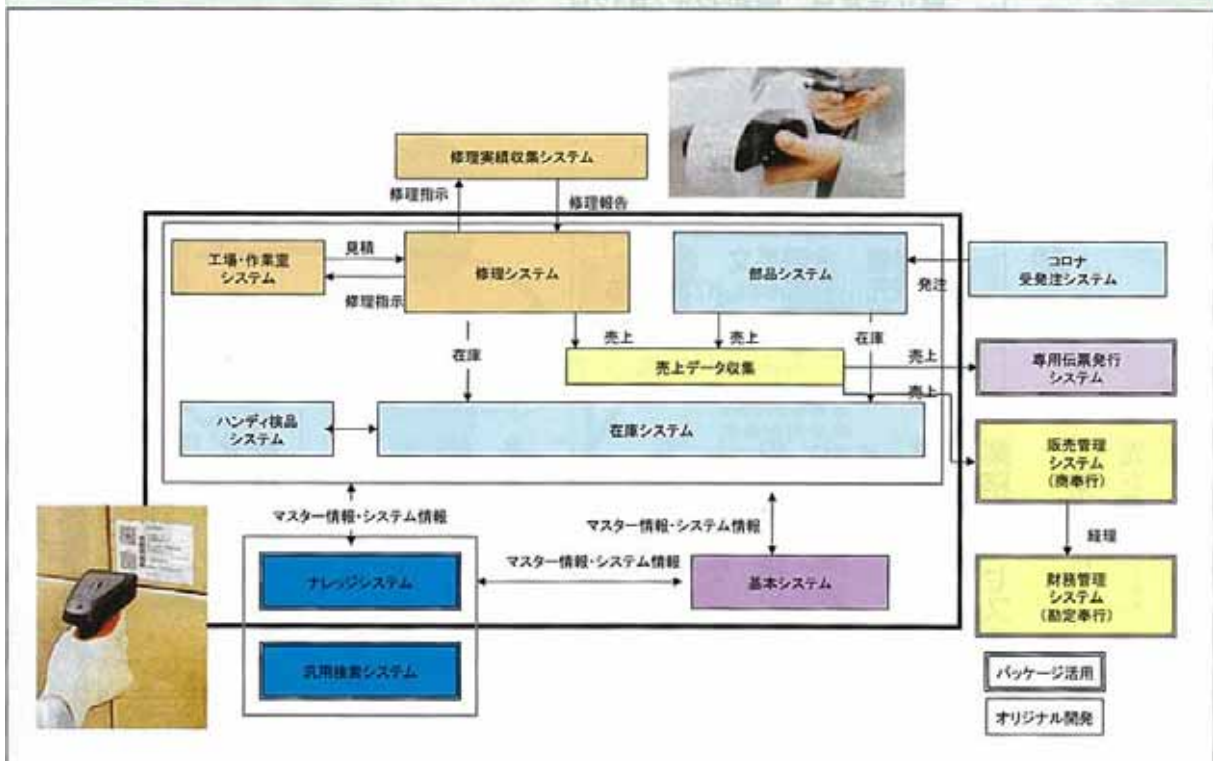 修理実績収集システム
修理指示
修理報告
工場・作業室
システム
見積
修理指示
修理システム
部品システム
発注
コロナ
受発注システム
売上
売上
在庫
在庫
売上データ収集
売上
売上
専用伝票発行
システム
ハンディ検品
システム
在庫システム
販売管理
システム
(商奉行)
マスター情報・システム情報
マスター情報・システム情報
経理
マスター情報・システム情報
ナレッジシステム
基本システム
財務管理
システム
(勘定奉行)
汎用検索システム
パッケージ活用
オリジナル開発